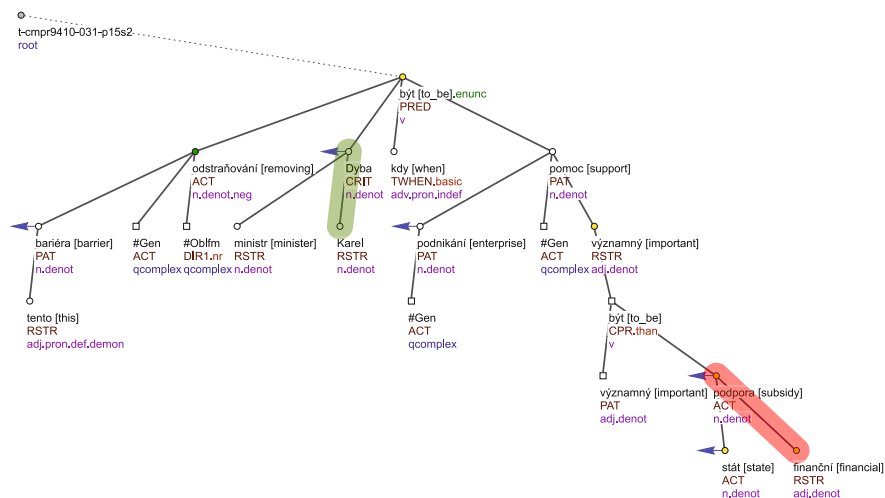 t-cmpr9410-031-p15s2
root
být [to_be].enunc
PRED
v
odstraňování [removing]
ACT
n.denot.neg
Dyba
CRIT
n.denot
kdy [when]
TWHEN.basic
adv.pron.indef
pomoc [support]
PAT
n.denot
bariéra [barrier]
PAT
n.denot
#Gen
ACT
qcomplex
#Oblfm
DIR1.nr
qcomplex
ministr [minister]
RSTR
n.denot
Karel
RSTR
n.denot
podnikání [enterprise]
PAT
n.denot
#Gen
ACT
qcomplex
významný [important]
RSTR
adj.denot
tento [this]
RSTR
adj.pron.def.demon
#Gen
ACT
qcomplex
být [to_be]
CPR.than
v
významný [important]
PAT
adj.denot
podpora [subsidy]
ACT
n.denot
stát [state]
ACT
n.denot
finanční [financial]
RSTR
adj.denot